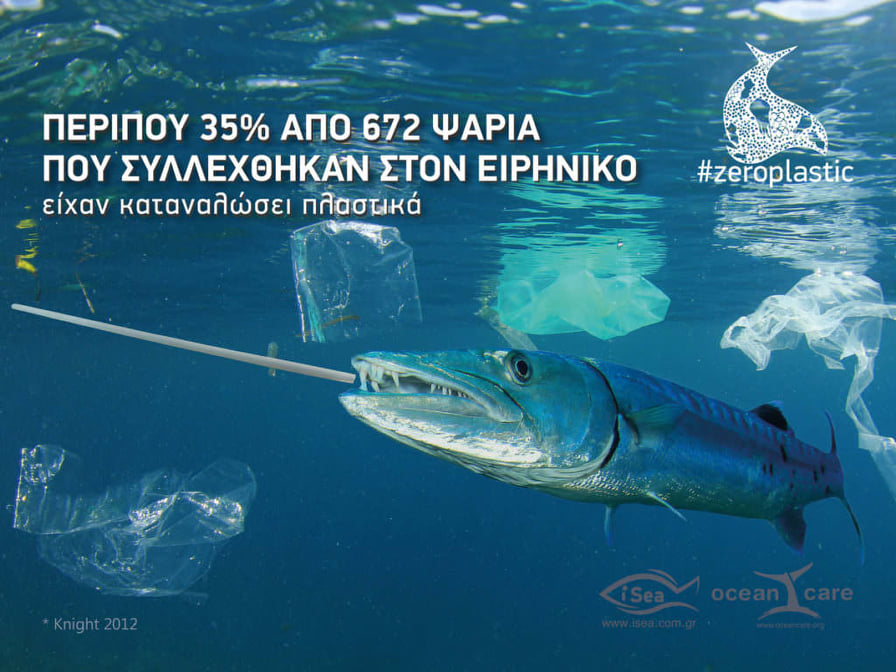 ΠΕΡΙΠΟΥ 35% ΑΠΟ 672 ΨΑΡΙΑ
ΠΟΥ ΣΥΛΛΕΧΘΗΚΑΝ ΣΤΟΝ ΕΙΡΗΝΙΚΟ
είχαν καταναλώσει πλαστικά
#zeroplastic
iSea
www.isea.com.gr
ocean care
www.oceancare.org
* Knight 2012